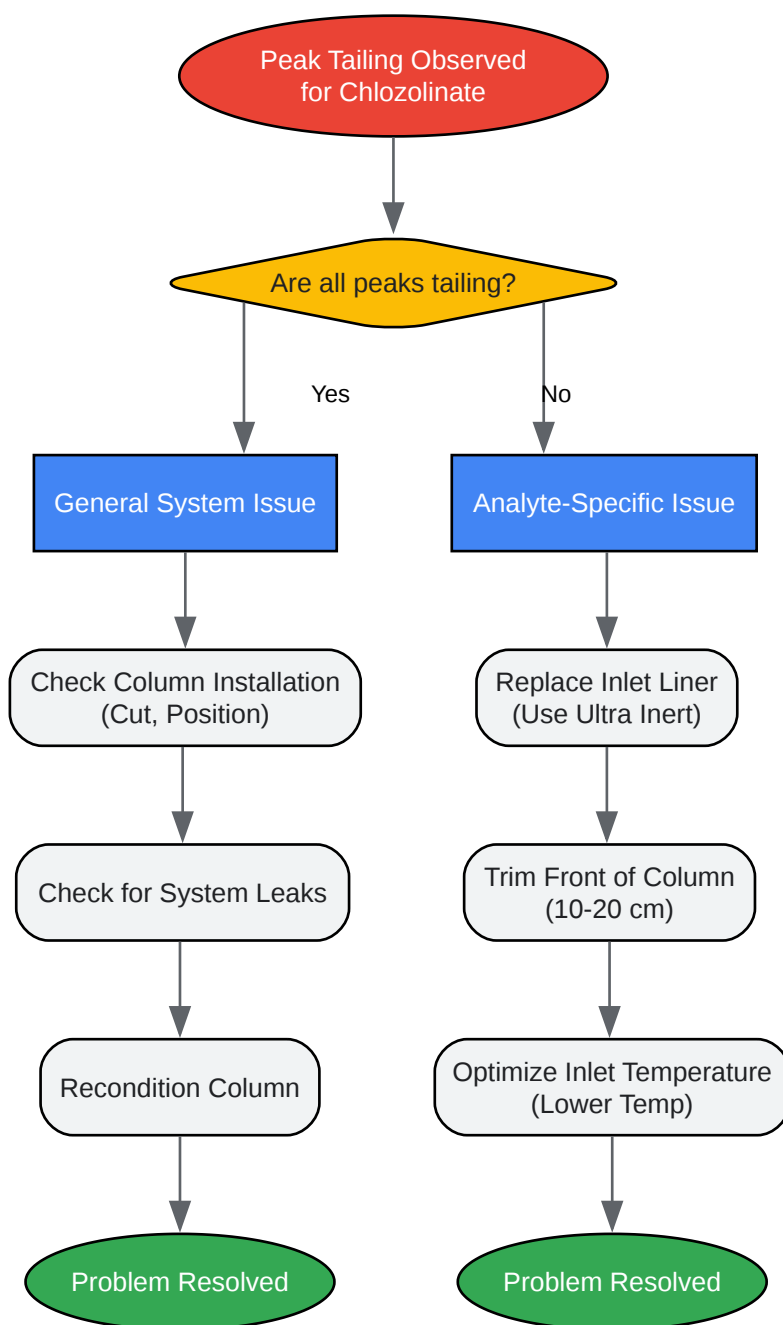 Peak Tailing Observed
for Chlozolinate
Are all peaks tailing?
Yes
No
General System Issue
Analyte-Specific Issue
Check Column Installation
(Cut, Position)
Replace Inlet Liner
(Use Ultra Inert)
Check for System Leaks
Trim Front of Column
(10-20 cm)
Recondition Column
Optimize Inlet Temperature
(Lower Temp)
Problem Resolved
Problem Resolved